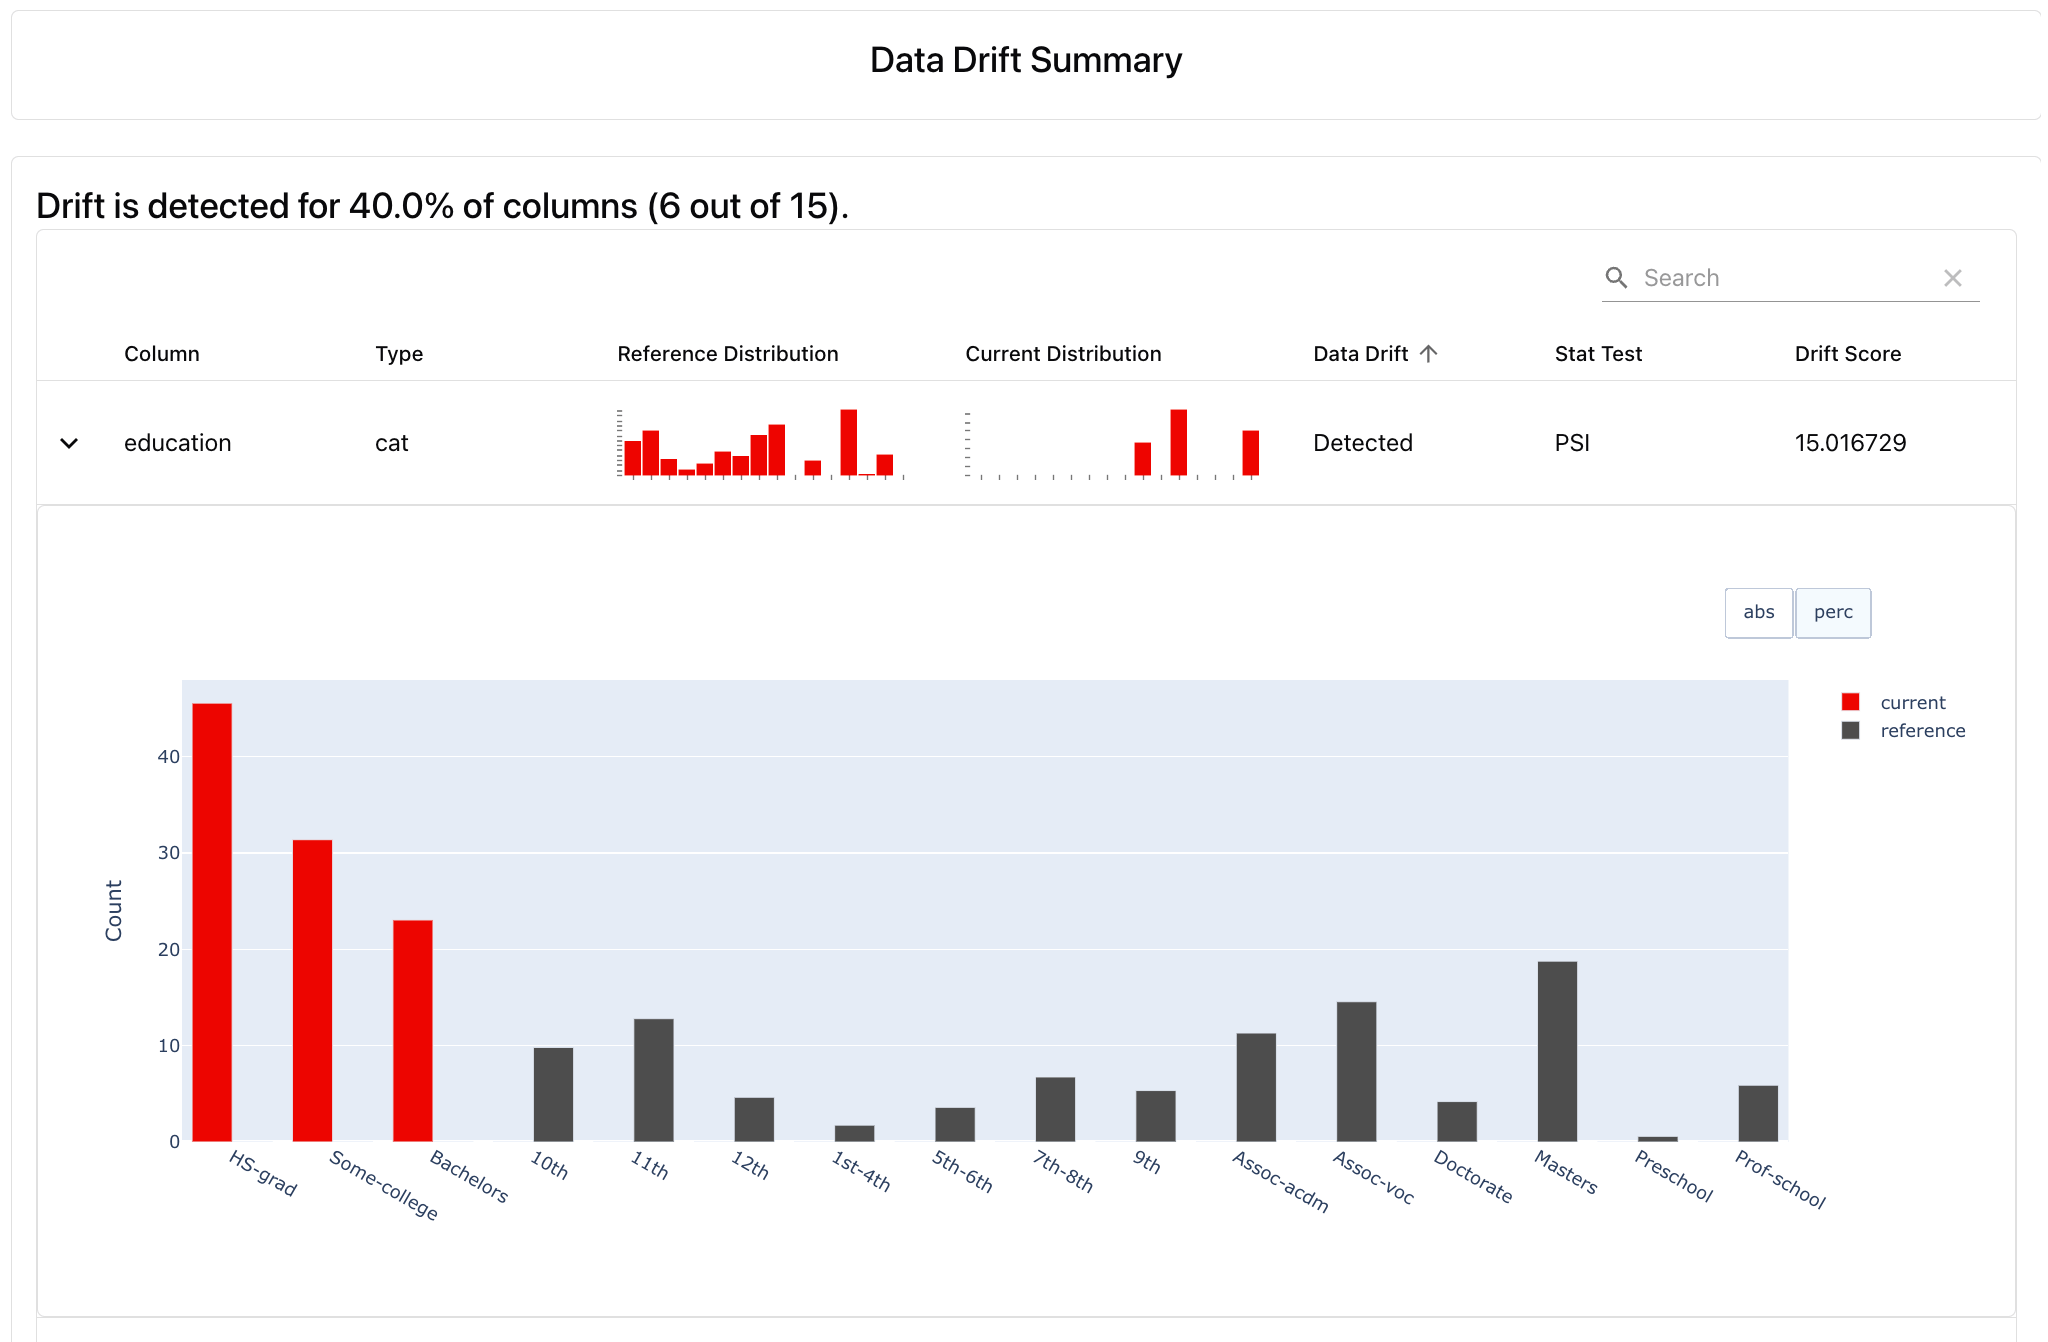 Data Drift Summary
Drift is detected for 40.0% of columns (6 out of 15).
Search
Column Type Reference Distribution Current Distribution Data Drift Stat Test Drift Score
education cat Detected PSI 15.016729
abs perc
current
reference
Count
40
30
20
10
0
HS-grad Some-college Bachelors 10th 11th 12th 1st-4th 5th-6th 7th-8th 9th Assoc-acdm Assoc-voc Doctorate Masters Preschool Prof-school